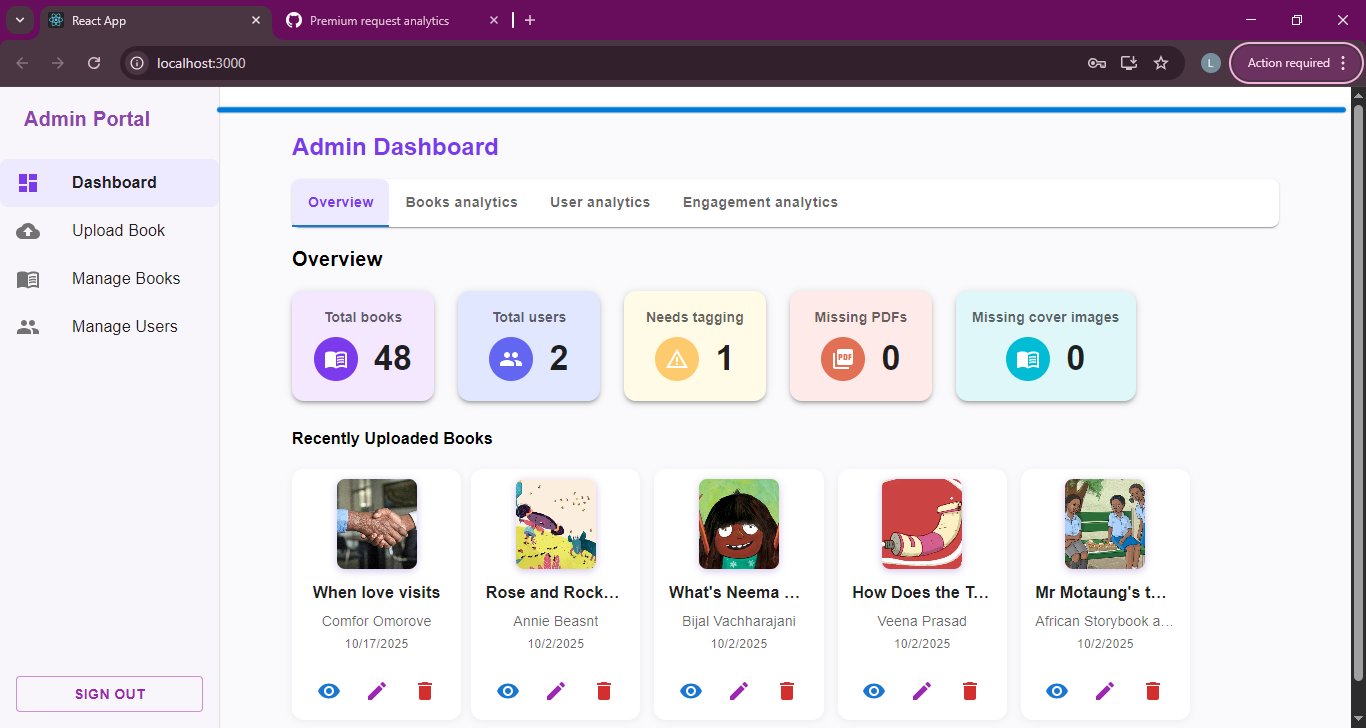 React App
Premium request analytics
localhost:3000
L
Action required
Admin Portal
Dashboard
Upload Book
Manage Books
Manage Users
SIGN OUT
Admin Dashboard
Overview Books analytics User analytics Engagement analytics
Overview
Total books
48
Total users
2
Needs tagging
1
Missing PDFs
PDF
0
Missing cover images
0
Recently Uploaded Books
When love visits
Comfor Omorove
10/17/2025
Rose and Rock...
Annie Beasnt
10/2/2025
What's Neema ...
Bijal Vachharajani
10/2/2025
How Does the T...
Veena Prasad
10/2/2025
Mr Motaung's t...
African Storybook a...
10/2/2025